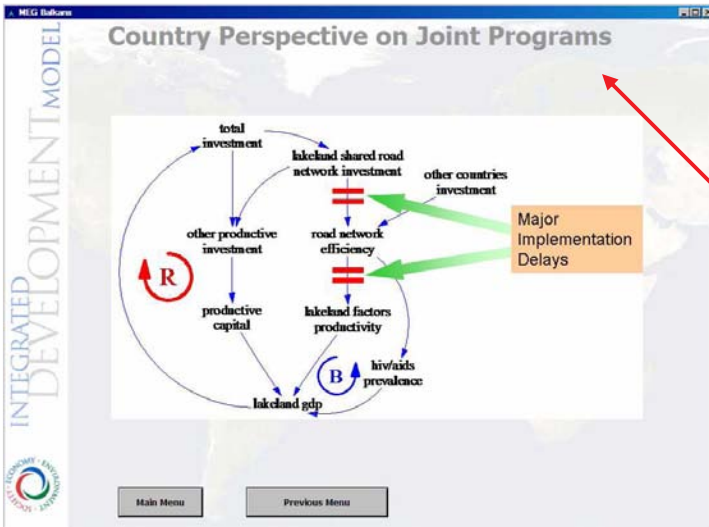 MEG Balkans
Country Perspective on Joint Programs
INTEGRATED
DEVELOPMENT MODEL
total
investment
lakeland shared road
network investment
other countries
investment
other productive
investment
road network
efficiency
Major
Implementation
Delays
R
productive
capital
lakeland factors
productivity
B
hiv/aids
prevalence
lakeland gdp
SOCIETY · ECONOMY · ENVIRONMENT ·
Main Menu
Previous Menu